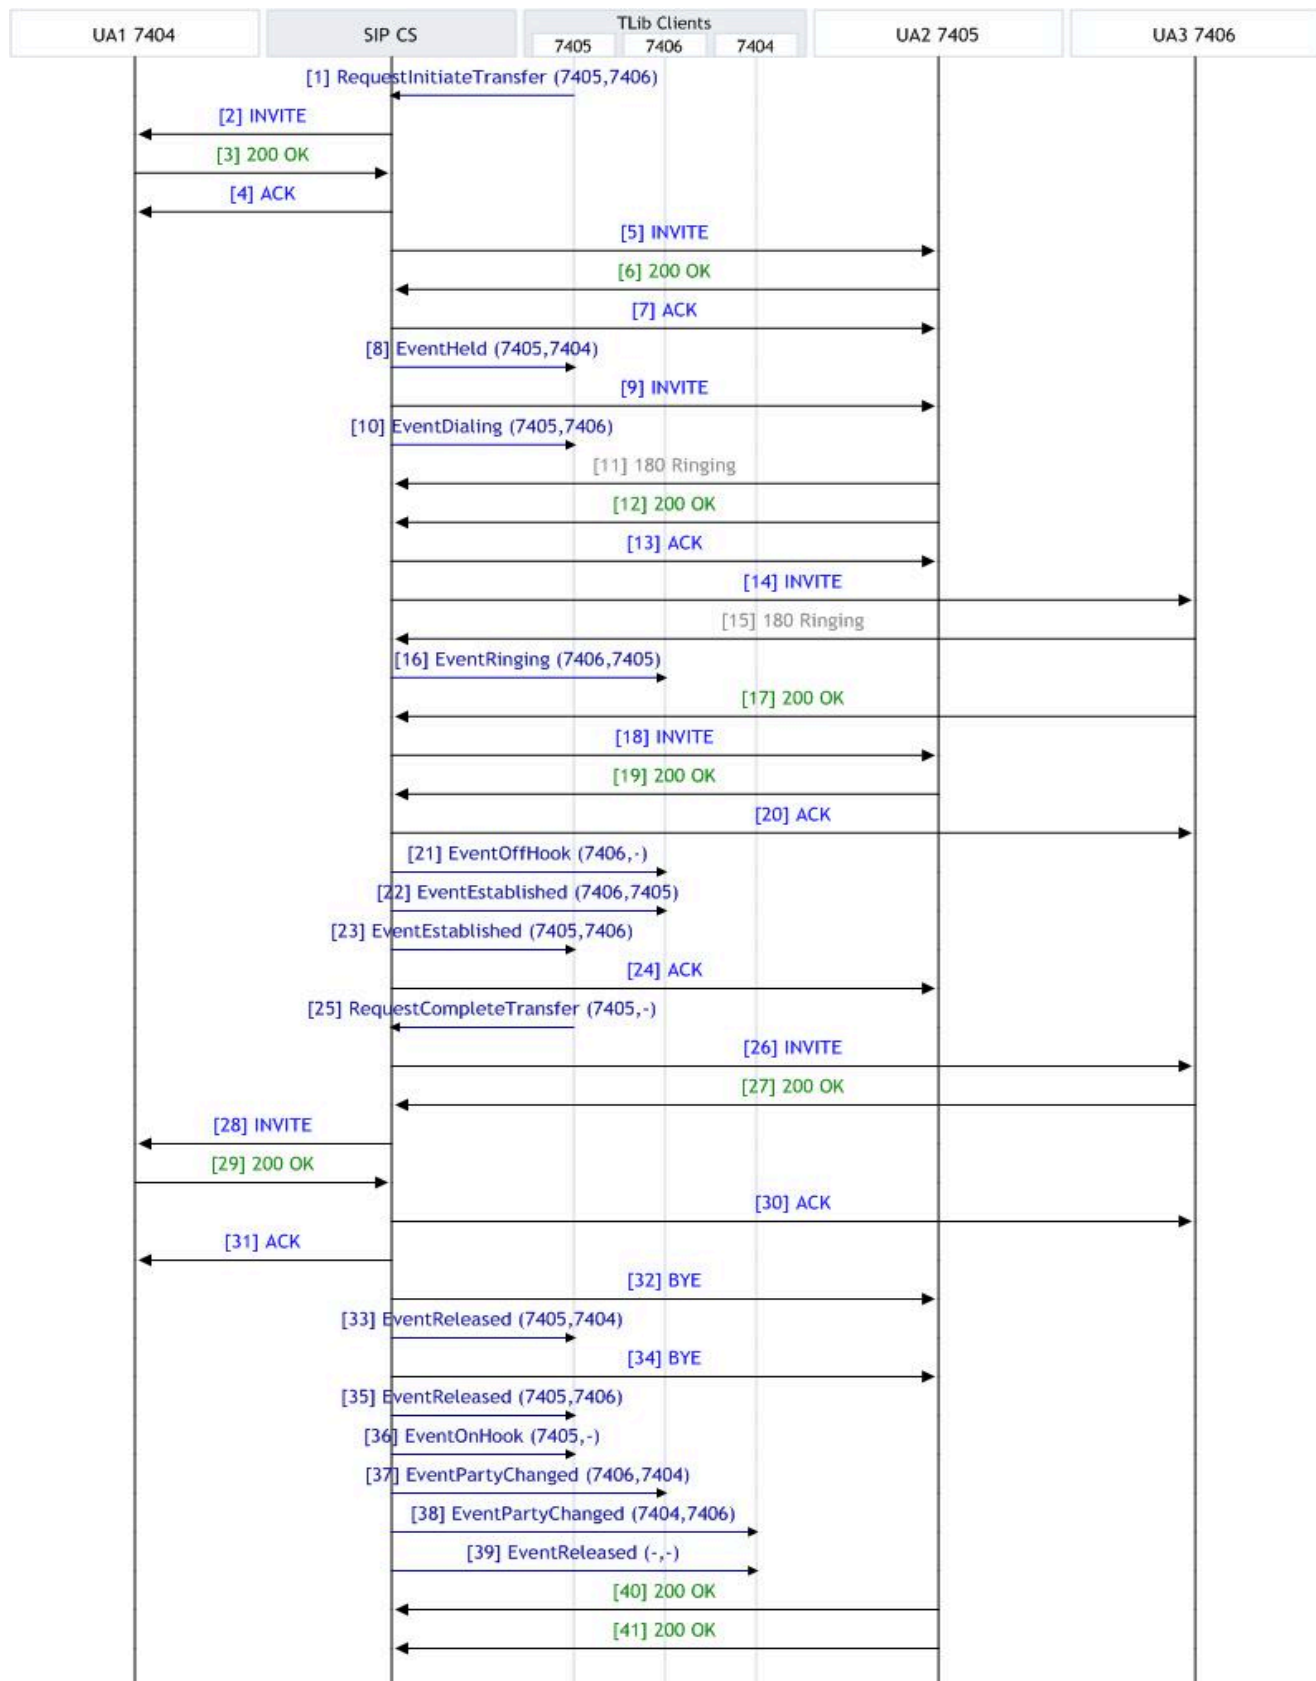 UA1 7404
SIP CS
TLib Clients
7405
7406
7404
UA2 7405
UA3 7406
[1] RequestInitiateTransfer (7405,7406)
[2] INVITE
[3] 200 OK
[4] ACK
[5] INVITE
[6] 200 OK
[7] ACK
[8] EventHeld (7405,7404)
[9] INVITE
[10] EventDialing (7405,7406)
[11] 180 Ringing
[12] 200 OK
[13] ACK
[14] INVITE
[15] 180 Ringing
[16] EventRinging (7406,7405)
[17] 200 OK
[18] INVITE
[19] 200 OK
[20] ACK
[21] EventOffHook (7406,-)
[22] EventEstablished (7406,7405)
[23] EventEstablished (7405,7406)
[24] ACK
[25] RequestCompleteTransfer (7405,-)
[26] INVITE
[27] 200 OK
[28] INVITE
[29] 200 OK
[30] ACK
[31] ACK
[32] BYE
[33] EventReleased (7405,7404)
[34] BYE
[35] EventReleased (7405,7406)
[36] EventOnHook (7405,-)
[37] EventPartyChanged (7406,7404)
[38] EventPartyChanged (7404,7406)
[39] EventReleased (-,-)
[40] 200 OK
[41] 200 OK